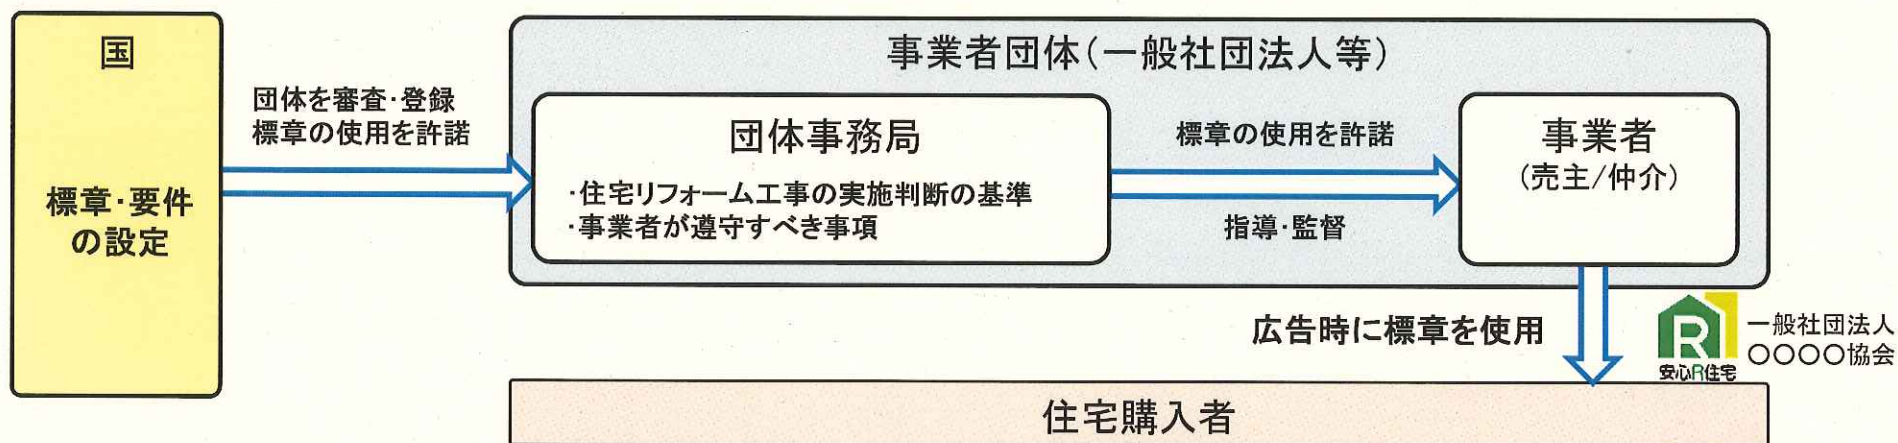 国
標章・要件
の設定
団体を審査・登録
標章の使用を許諾
事業者団体(一般社団法人等)
団体事務局
・住宅リフォーム工事の実施判断の基準
・事業者が遵守すべき事項
標章の使用を許諾
指導・監督
事業者
(売主/仲介)
広告時に標章を使用
R
安心R住宅
一般社団法人
〇〇〇〇協会
住宅購入者